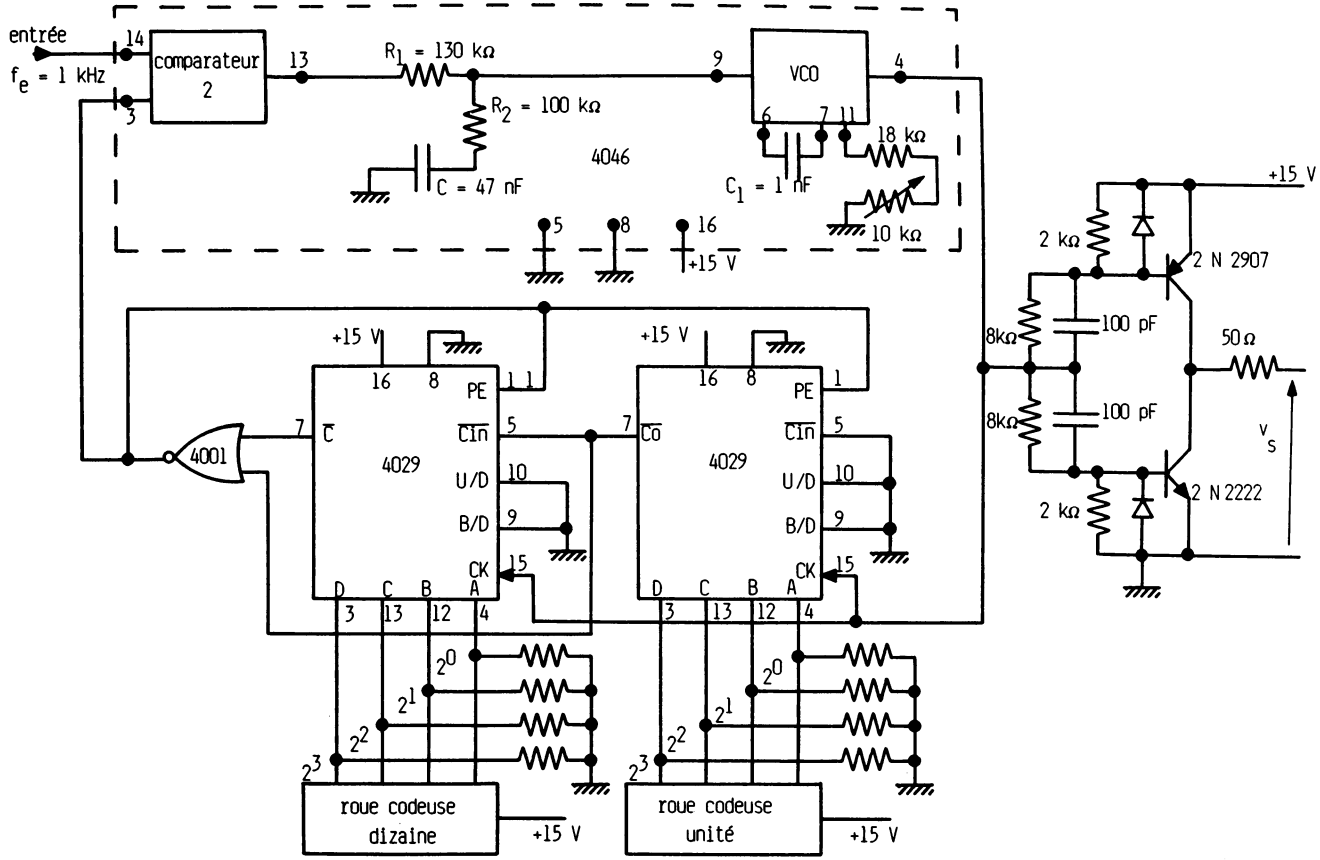 entrée
f_e = 1 kHz
14
3
comparateur
2
13
R_1 = 130 kΩ
R_2 = 100 kΩ
C = 47 nF
4046
9
VCO
4
6
7
11
C_1 = 1 nF
18 kΩ
10 kΩ
5
8
16
+15 V
+15 V
2 kΩ
2 N 2907
8kΩ
100 pF
50 Ω
8kΩ
100 pF
v_s
2 kΩ
2 N 2222
+15 V
16
8
PE
1 1
7
C̅
C̅i̅n̅
5
4001
4029
U/D
10
B/D
9
CK
15
D
C
B
A
3
13
12
4
+15 V
16
8
PE
1
7
C̅o̅
C̅i̅n̅
5
4029
U/D
10
B/D
9
CK
15
D
C
B
A
3
13
12
4
2^0
2^1
2^2
2^3
2^0
2^1
2^2
2^3
roue codeuse
dizaine
+15 V
roue codeuse
unité
+15 V